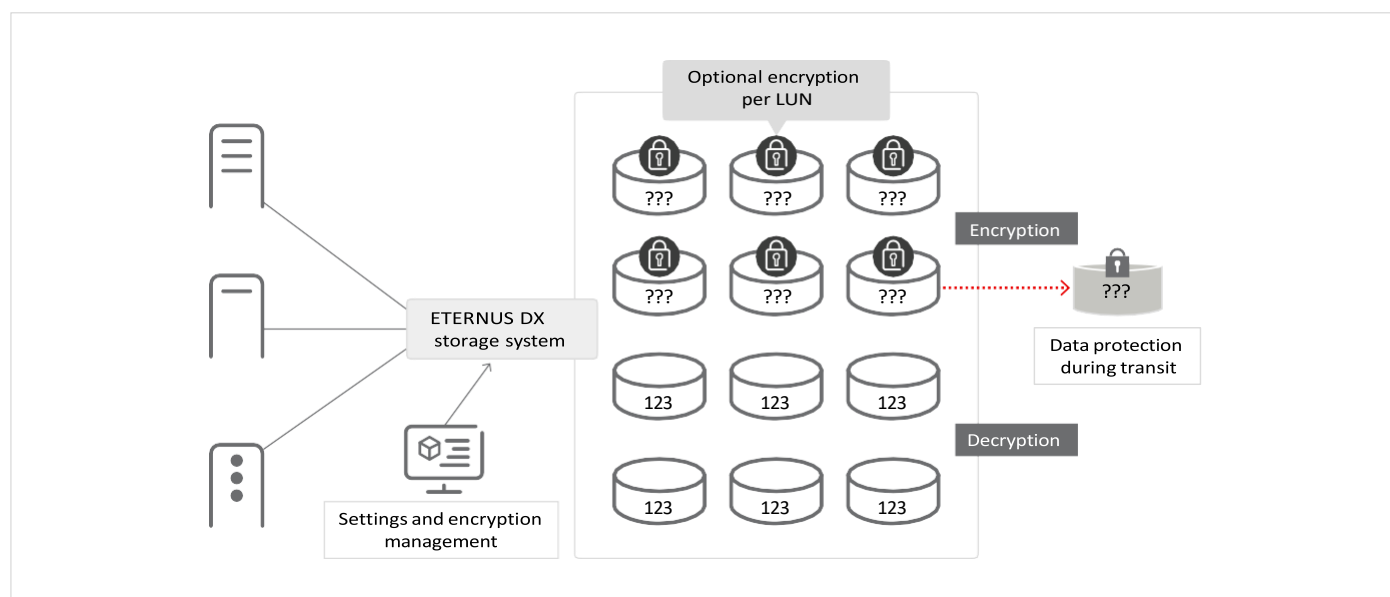 Optional encryption
per LUN
??? ??? ???
Encryption
??? ??? ???
???
ETERNUS DX
storage system
Data protection
during transit
123 123 123
Decryption
123 123 123
Settings and encryption
management